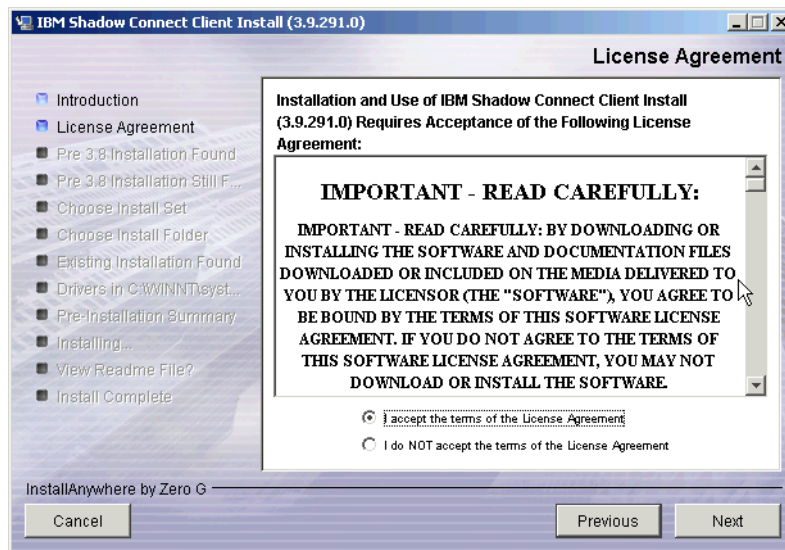 IBM Shadow Connect Client Install (3.9.291.0)
License Agreement
Introduction
License Agreement
Pre 3.8 Installation Found
Pre 3.8 Installation Still F...
Choose Install Set
Choose Install Folder
Existing Installation Found
Drivers in C:\WINNT\syst...
Pre-Installation Summary
Installing...
View Readme File?
Install Complete
Installation and Use of IBM Shadow Connect Client Install
(3.9.291.0) Requires Acceptance of the Following License
Agreement:
IMPORTANT - READ CAREFULLY:
IMPORTANT - READ CAREFULLY: BY DOWNLOADING OR
INSTALLING THE SOFTWARE AND DOCUMENTATION FILES
DOWNLOADED OR INCLUDED ON THE MEDIA DELIVERED TO
YOU BY THE LICENSOR (THE "SOFTWARE"), YOU AGREE TO
BE BOUND BY THE TERMS OF THIS SOFTWARE LICENSE
AGREEMENT. IF YOU DO NOT AGREE TO THE TERMS OF
THIS SOFTWARE LICENSE AGREEMENT, YOU MAY NOT
DOWNLOAD OR INSTALL THE SOFTWARE.
I accept the terms of the License Agreement
I do NOT accept the terms of the License Agreement
InstallAnywhere by Zero G
Cancel
Previous
Next